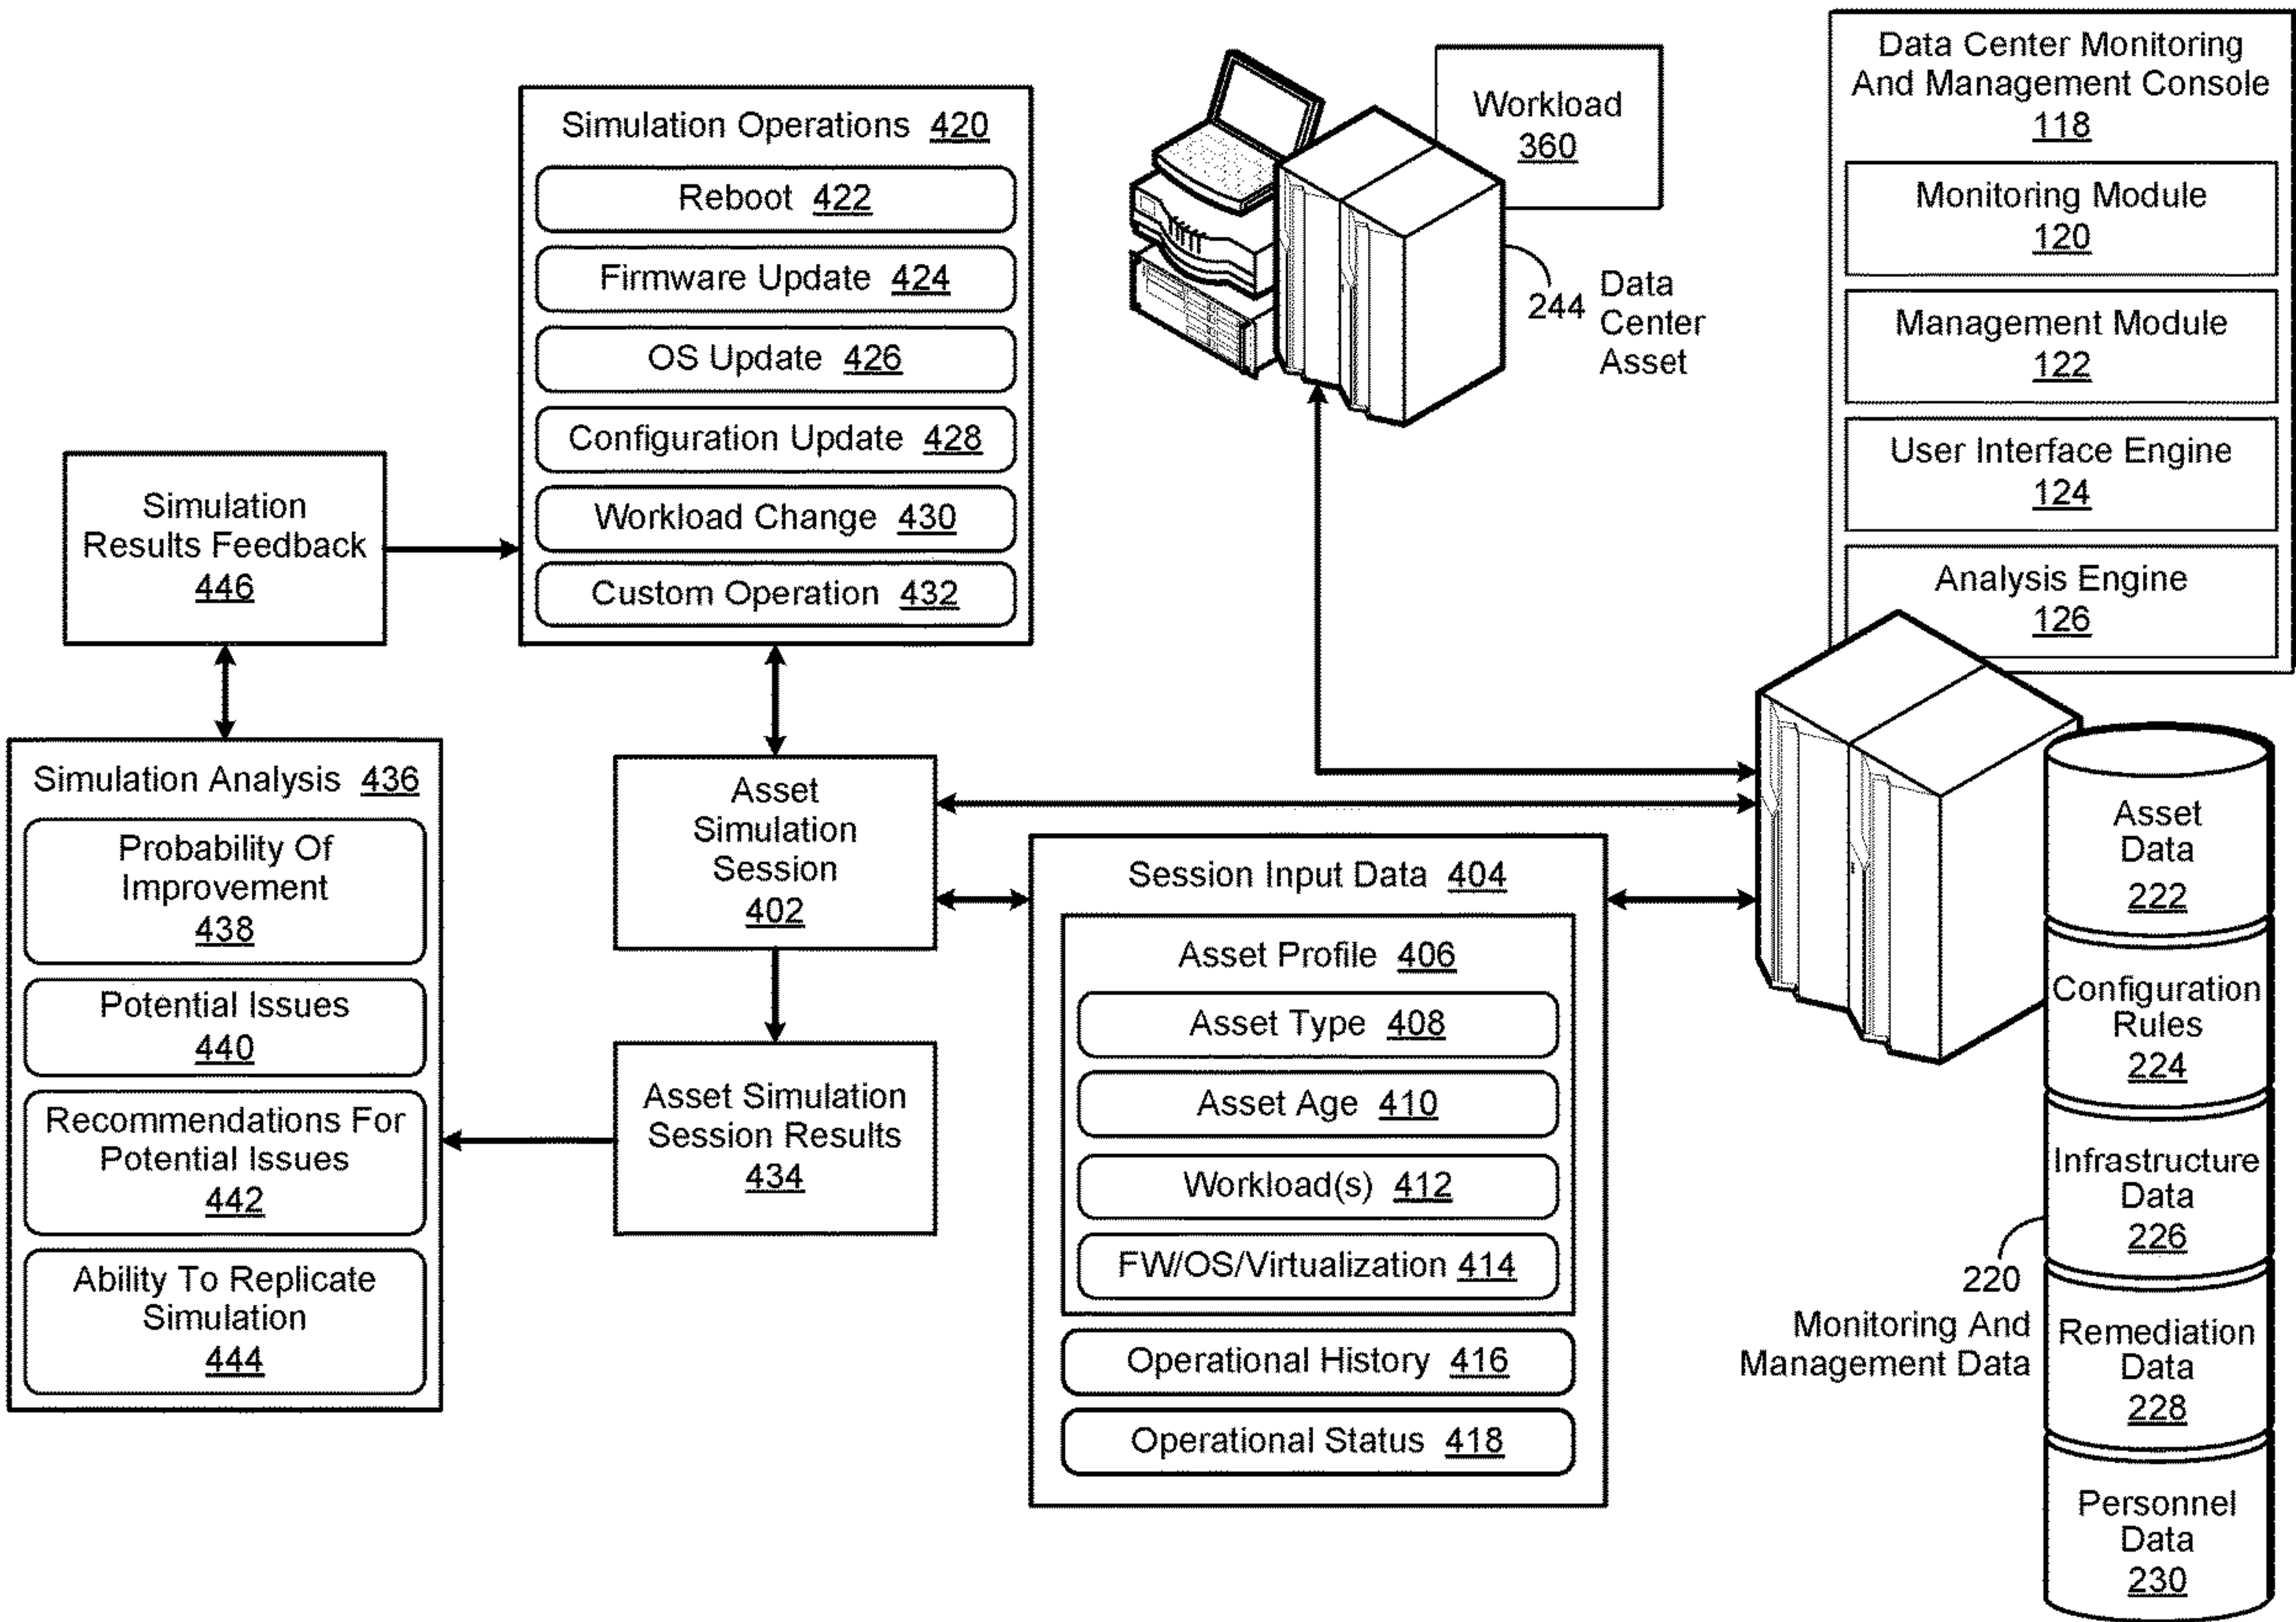 Simulation Operations 420
Reboot 422
Firmware Update 424
OS Update 426
Configuration Update 428
Workload Change 430
Custom Operation 432
Workload
360
244
Data
Center
Asset
Data Center Monitoring
And Management Console
118
Monitoring Module
120
Management Module
122
User Interface Engine
124
Analysis Engine
126
Simulation
Results Feedback
446
Simulation Analysis 436
Probability Of
Improvement
438
Potential Issues
440
Recommendations For
Potential Issues
442
Ability To Replicate
Simulation
444
Asset
Simulation
Session
402
Asset Simulation
Session Results
434
Session Input Data 404
Asset Profile 406
Asset Type 408
Asset Age 410
Workload(s) 412
FW/OS/Virtualization 414
Operational History 416
Operational Status 418
220
Monitoring And
Management Data
Asset
Data
222
Configuration
Rules
224
Infrastructure
Data
226
Remediation
Data
228
Personnel
Data
230